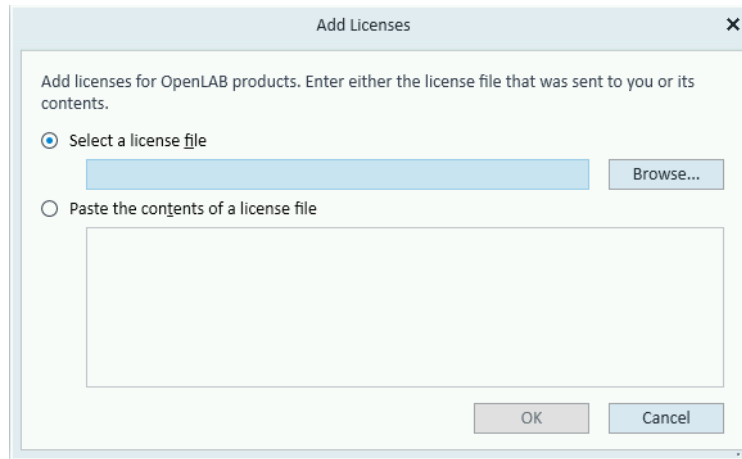 Add Licenses
Add licenses for OpenLAB products. Enter either the license file that was sent to you or its
contents.
Select a license file
Browse...
Paste the contents of a license file
OK
Cancel